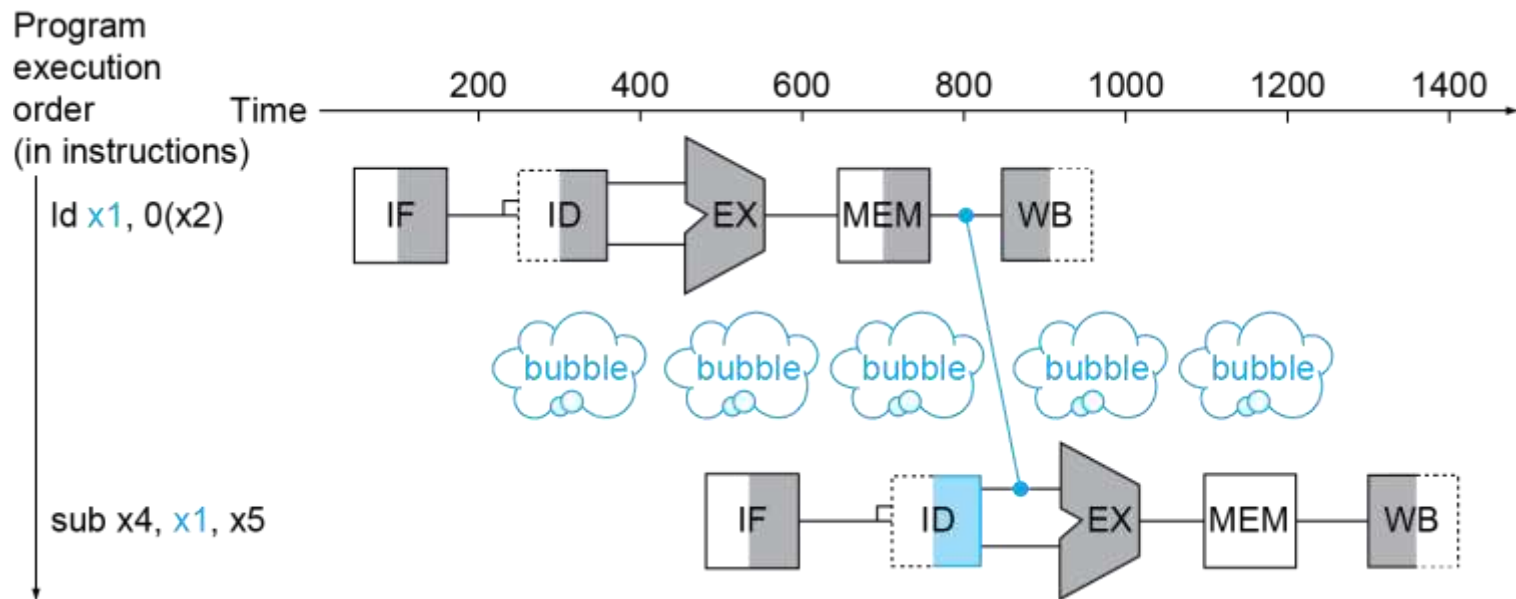 Program
execution
order
(in instructions)
Time
200 400 600 800 1000 1200 1400
ld x1, 0(x2)
IF ID EX MEM WB
bubble bubble bubble bubble bubble
sub x4, x1, x5
IF ID EX MEM WB